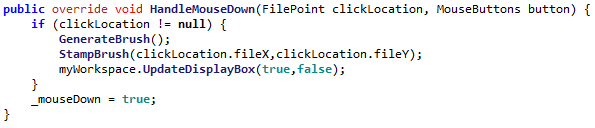 public override void HandleMouseDown(FilePoint clickLocation, MouseButtons button) {
    if (clickLocation != null) {
        GenerateBrush();
        StampBrush(clickLocation.fileX,clickLocation.fileY);
        myWorkspace.UpdateDisplayBox(true,false);
    }
    _mouseDown = true;
}